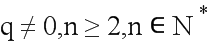 q ≠ 0,n ≥ 2,n ∈ N*